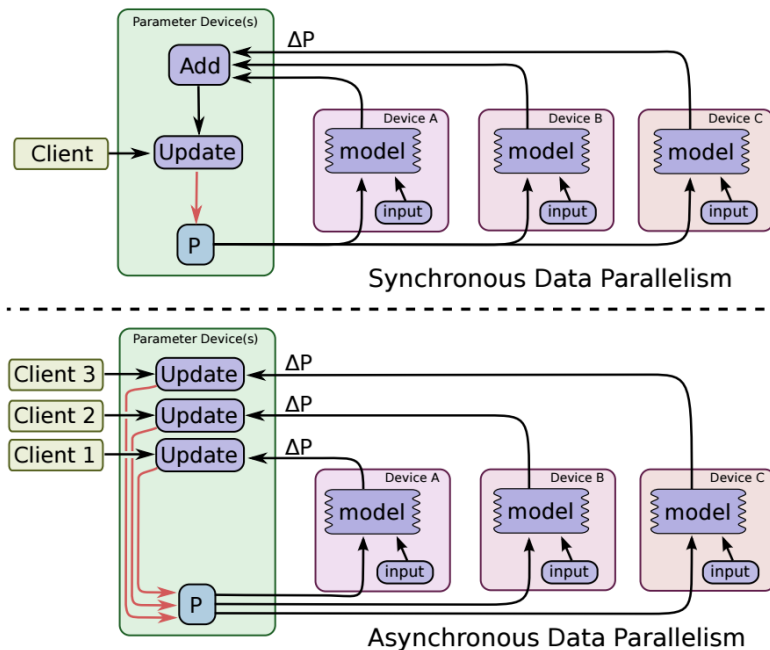 Parameter Device(s)
ΔP
Add
Device A
Device B
Device C
Client
Update
model
model
model
input
input
input
P
Synchronous Data Parallelism
Parameter Device(s)
Client 3
Update
ΔP
Client 2
Update
ΔP
Client 1
Update
ΔP
Device A
Device B
Device C
model
model
model
input
input
input
P
Asynchronous Data Parallelism